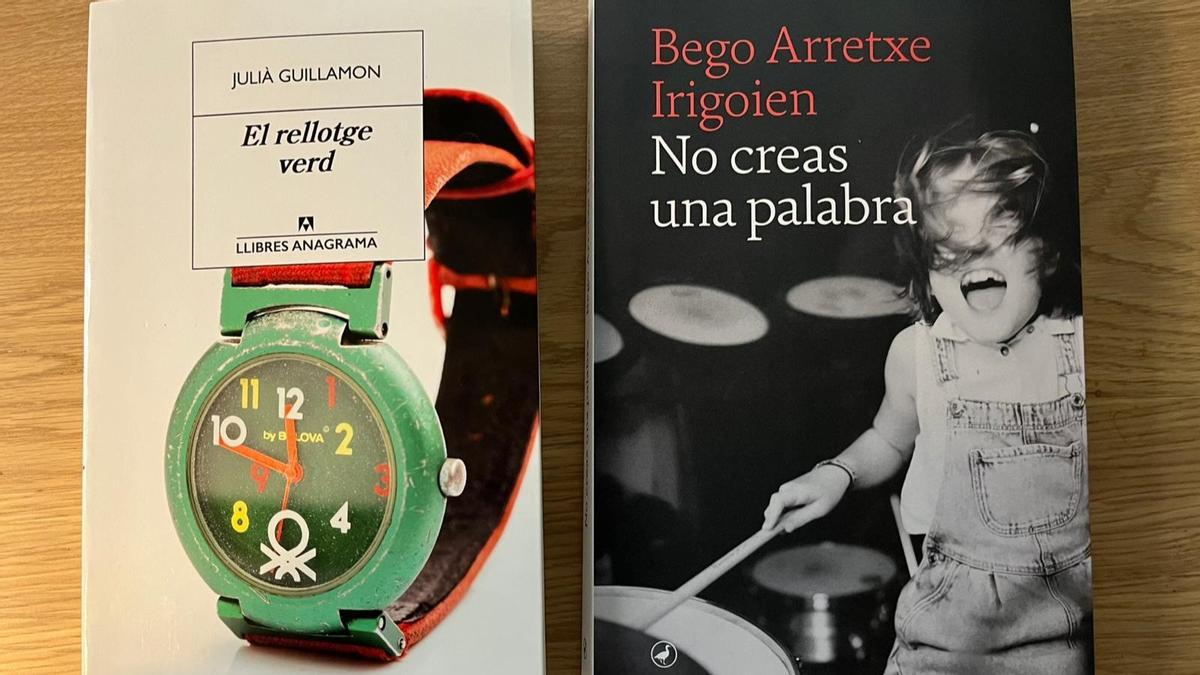 JULIÀ GUILLAMON
El rellotge
verd
LLIBRES ANAGRAMA
11
12
1
10
by BULOVA©
2
9
3
8
4
Bego Arretxe
Irigoien
No creas
una palabra